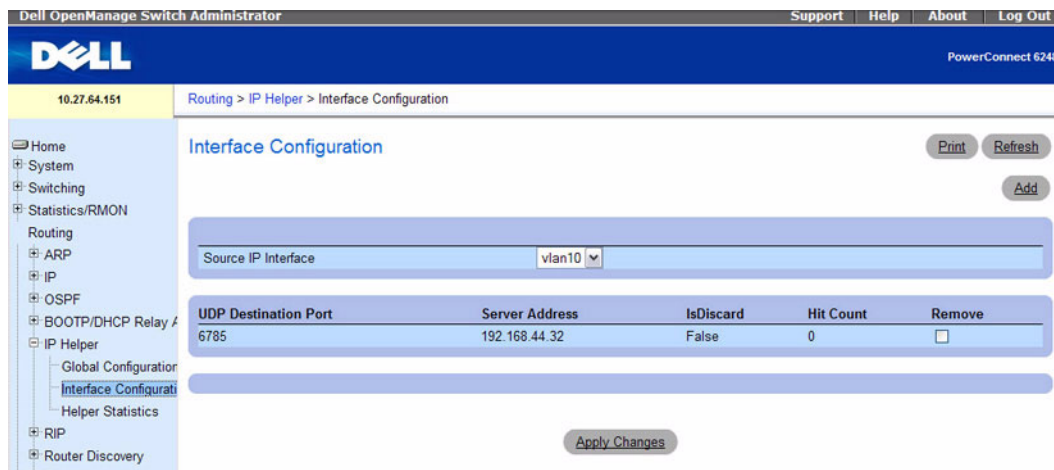 Dell OpenManage Switch Administrator
Support Help About Log Out
DELL
PowerConnect 6248
10.27.64.151
Routing > IP Helper > Interface Configuration
Home
System
Switching
Statistics/RMON
Routing
ARP
IP
OSPF
BOOTP/DHCP Relay A
IP Helper
Global Configuration
Interface Configurati
Helper Statistics
RIP
Router Discovery
Interface Configuration
Print Refresh
Add
Source IP Interface vlan10
UDP Destination Port Server Address IsDiscard Hit Count Remove
6785 192.168.44.32 False 0
Apply Changes